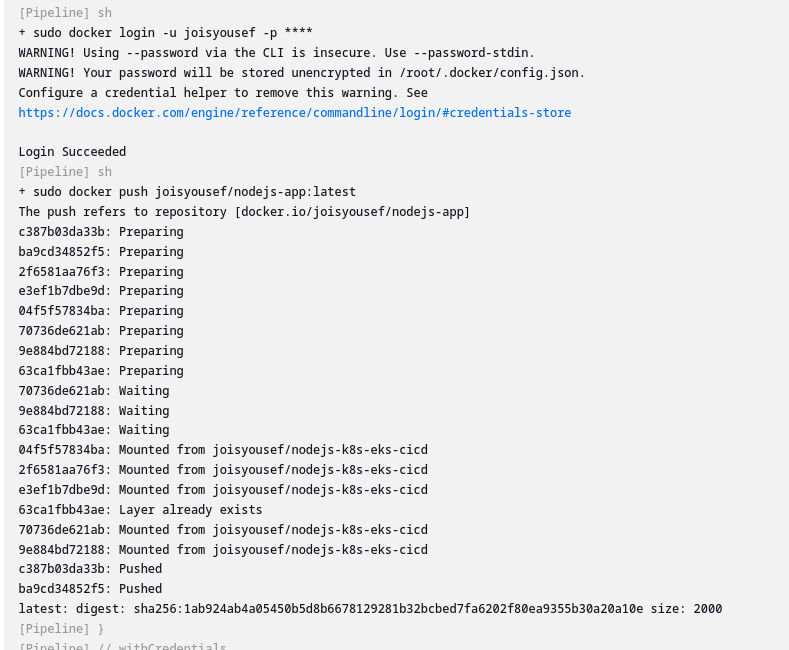 [Pipeline] sh
+ sudo docker login -u joisyousef -p ****
WARNING! Using --password via the CLI is insecure. Use --password-stdin.
WARNING! Your password will be stored unencrypted in /root/.docker/config.json.
Configure a credential helper to remove this warning. See
https://docs.docker.com/engine/reference/commandline/login/#credentials-store
Login Succeeded
[Pipeline] sh
+ sudo docker push joisyousef/nodejs-app:latest
The push refers to repository [docker.io/joisyousef/nodejs-app]
c387b03da33b: Preparing
ba9cd34852f5: Preparing
2f6581aa76f3: Preparing
e3ef1b7dbe9d: Preparing
04f5f57834ba: Preparing
70736de621ab: Preparing
9e884bd72188: Preparing
63ca1fbb43ae: Preparing
70736de621ab: Waiting
9e884bd72188: Waiting
63ca1fbb43ae: Waiting
04f5f57834ba: Mounted from joisyousef/nodejs-k8s-eks-cicd
2f6581aa76f3: Mounted from joisyousef/nodejs-k8s-eks-cicd
e3ef1b7dbe9d: Mounted from joisyousef/nodejs-k8s-eks-cicd
63ca1fbb43ae: Layer already exists
70736de621ab: Mounted from joisyousef/nodejs-k8s-eks-cicd
9e884bd72188: Mounted from joisyousef/nodejs-k8s-eks-cicd
c387b03da33b: Pushed
ba9cd34852f5: Pushed
latest: digest: sha256:1ab924ab4a05450b5d8b6678129281b32bcbed7fa6202f80ea9355b30a20a10e size: 2000
[Pipeline] }
[Pipeline] // withCredentials